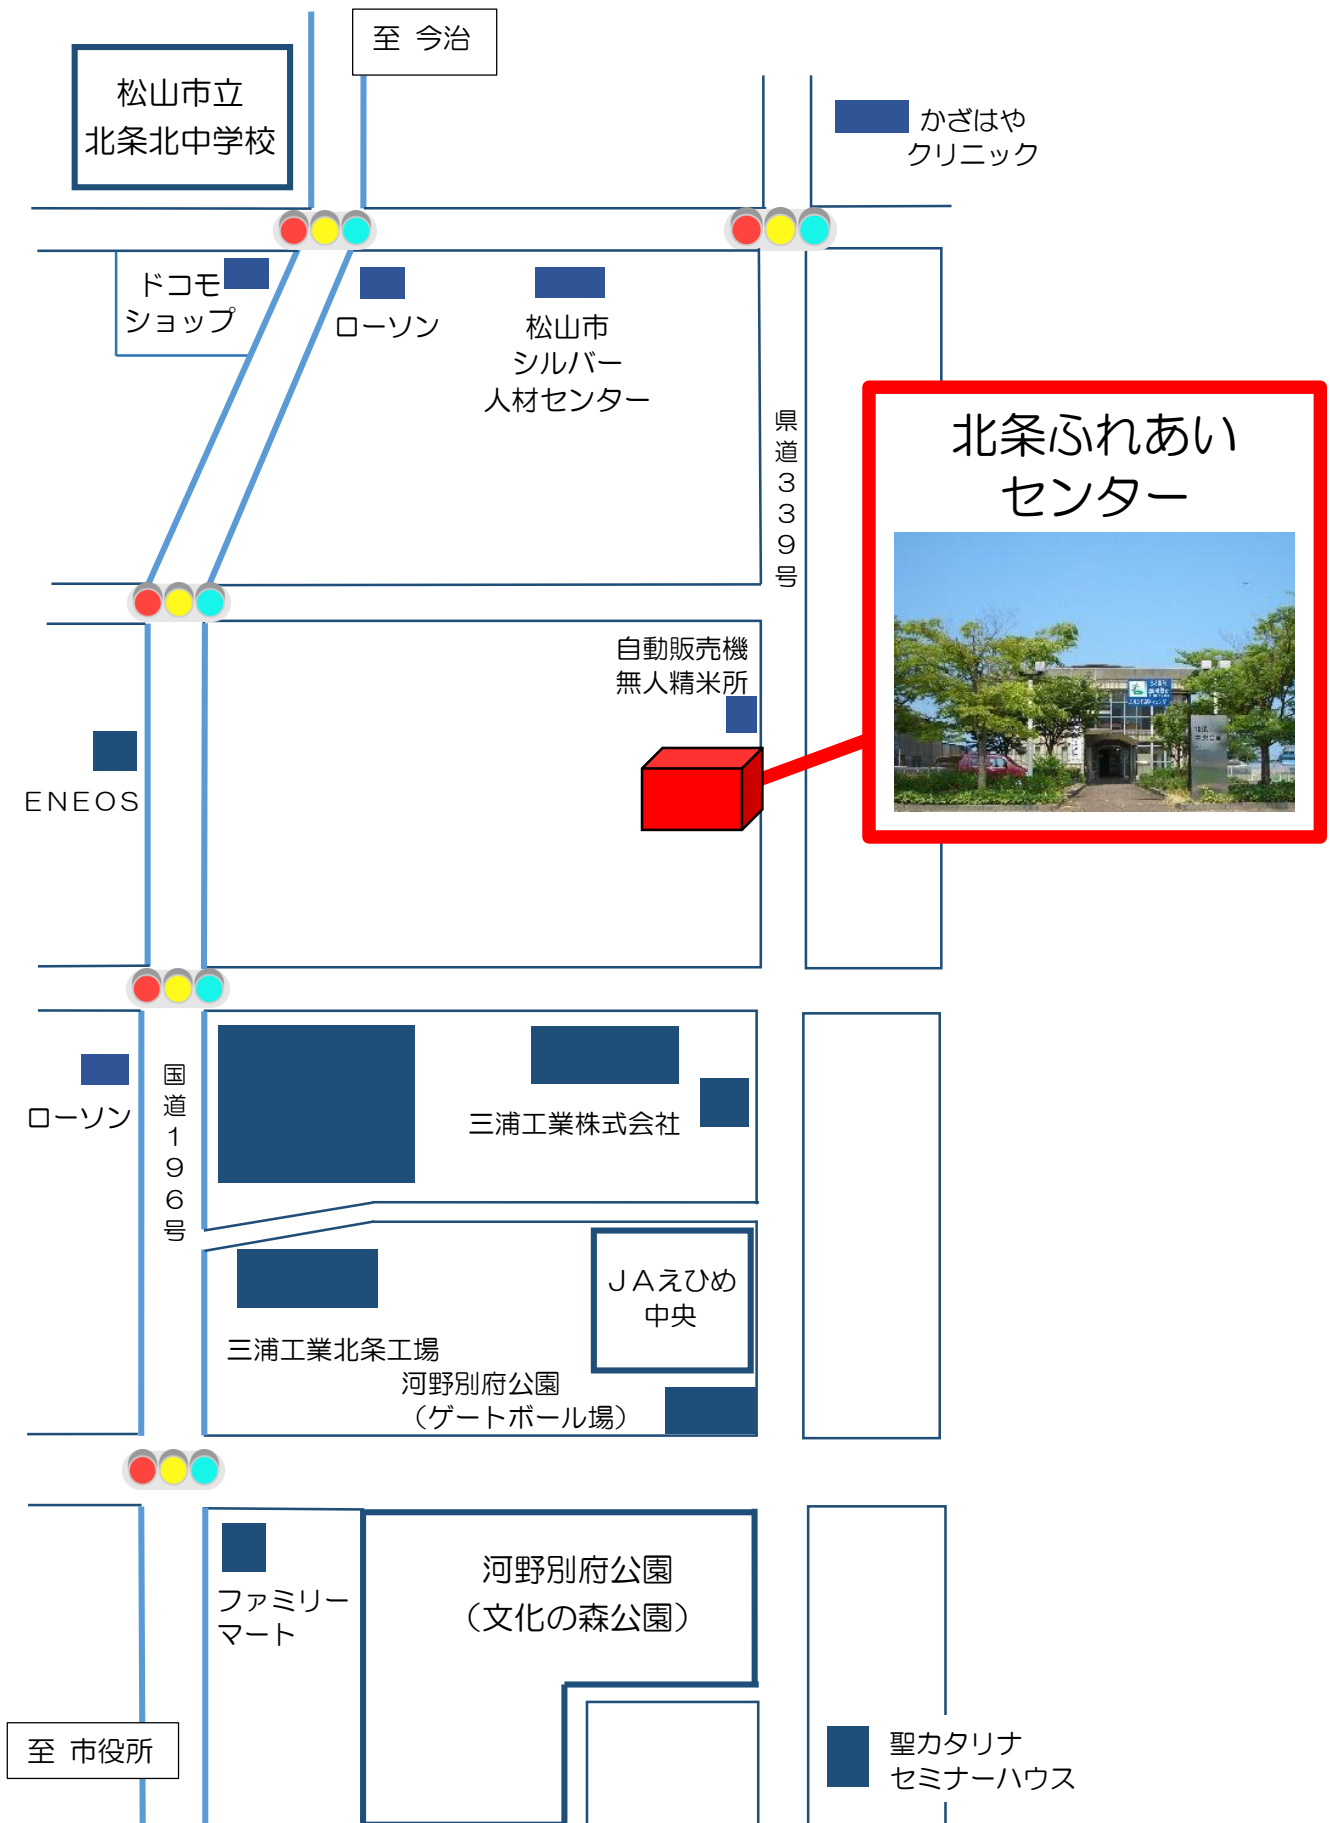 至 今治
松山市立
北条北中学校
かざはや
クリニック
ドコモ
ショップ
ローソン
松山市
シルバー
人材センター
県道339号
北条ふれあい
センター
自動販売機
無人精米所
ENEOS
ローソン
国道196号
三浦工業株式会社
JAえひめ
中央
三浦工業北条工場
河野別府公園
(ゲートボール場)
ファミリー
マート
河野別府公園
(文化の森公園)
至 市役所
聖カタリナ
セミナーハウス